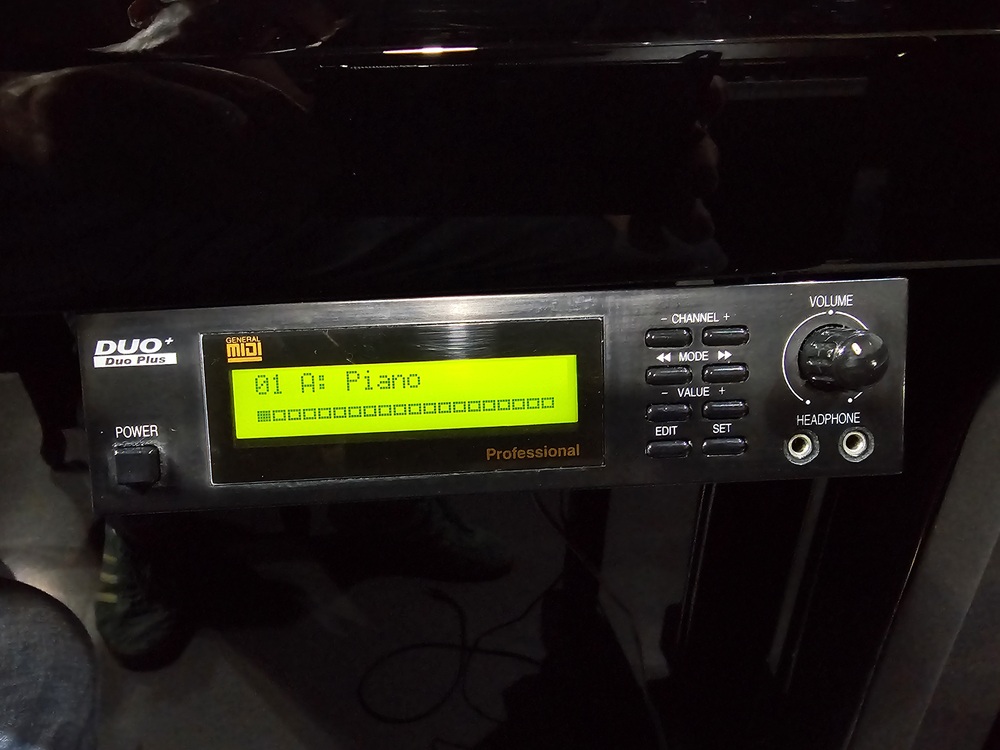 DUO+
Duo Plus
POWER
GENERAL
MIDI
01 A: Piano
Professional
- CHANNEL +
MODE
- VALUE +
EDIT
SET
VOLUME
HEADPHONE